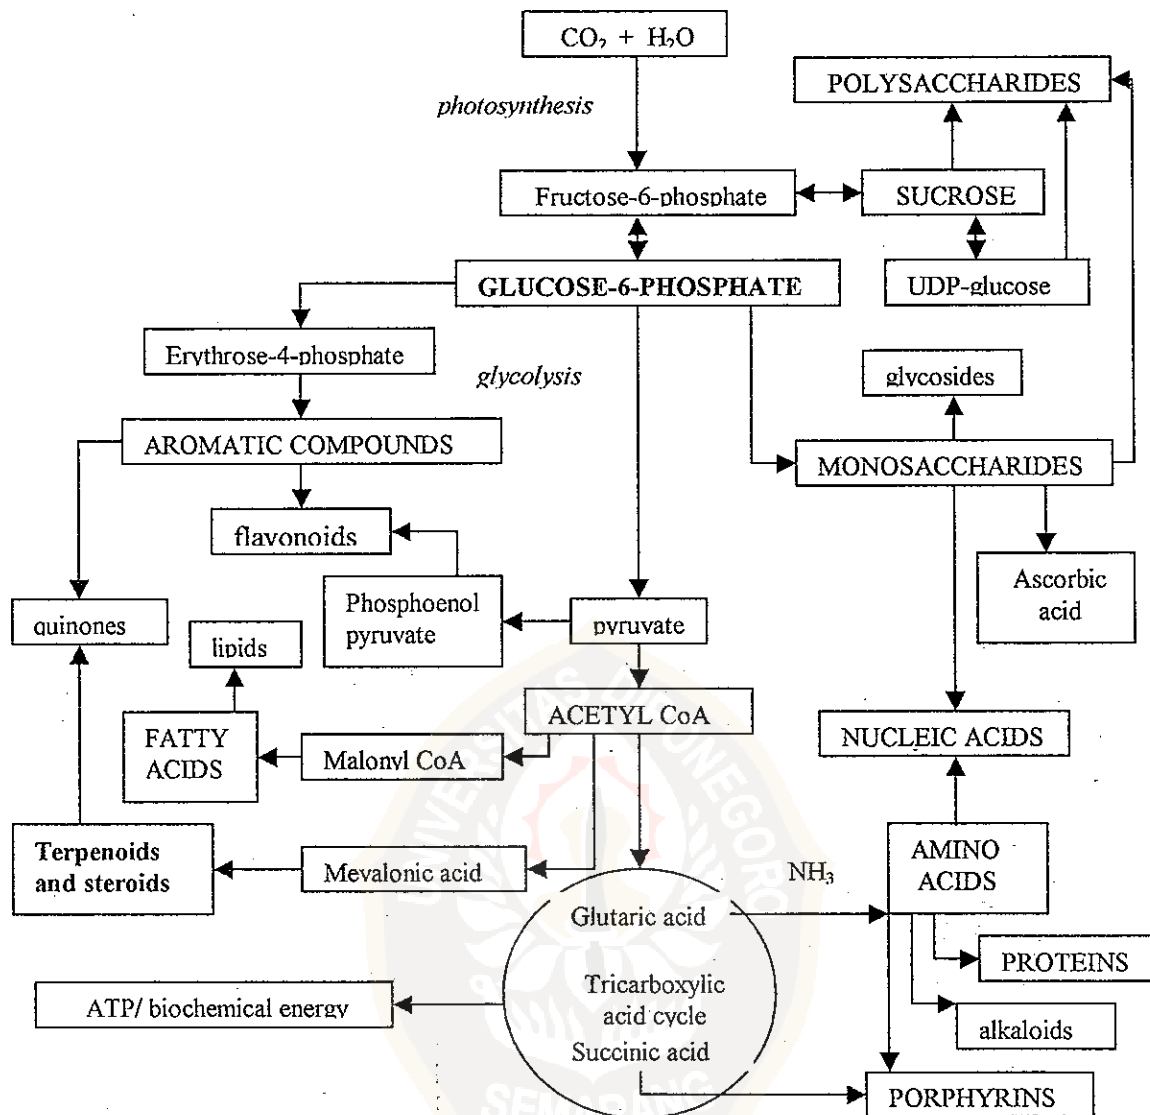 CO₂ + H₂O
photosynthesis
POLYSACCHARIDES
Fructose-6-phosphate
SUCROSE
GLUCOSE-6-PHOSPHATE
UDP-glucose
Erythrose-4-phosphate
glycolysis
glycosides
AROMATIC COMPOUNDS
MONOSACCHARIDES
flavonoids
Phosphoenol
pyruvate
pyruvate
Ascorbic
acid
quinones
lipids
ACETYL CoA
NUCLEIC ACIDS
FATTY
ACIDS
Malonyl CoA
Terpenoids
and steroids
Mevalonic acid
NH₃
AMINO
ACIDS
Glutaric acid
PROTEINS
Tricarboxylic
acid cycle
ATP/ biochemical energy
alkaloids
Succinic acid
PORPHYRINS
UNIVERSITAS DIPONEGORO
SEMARANG